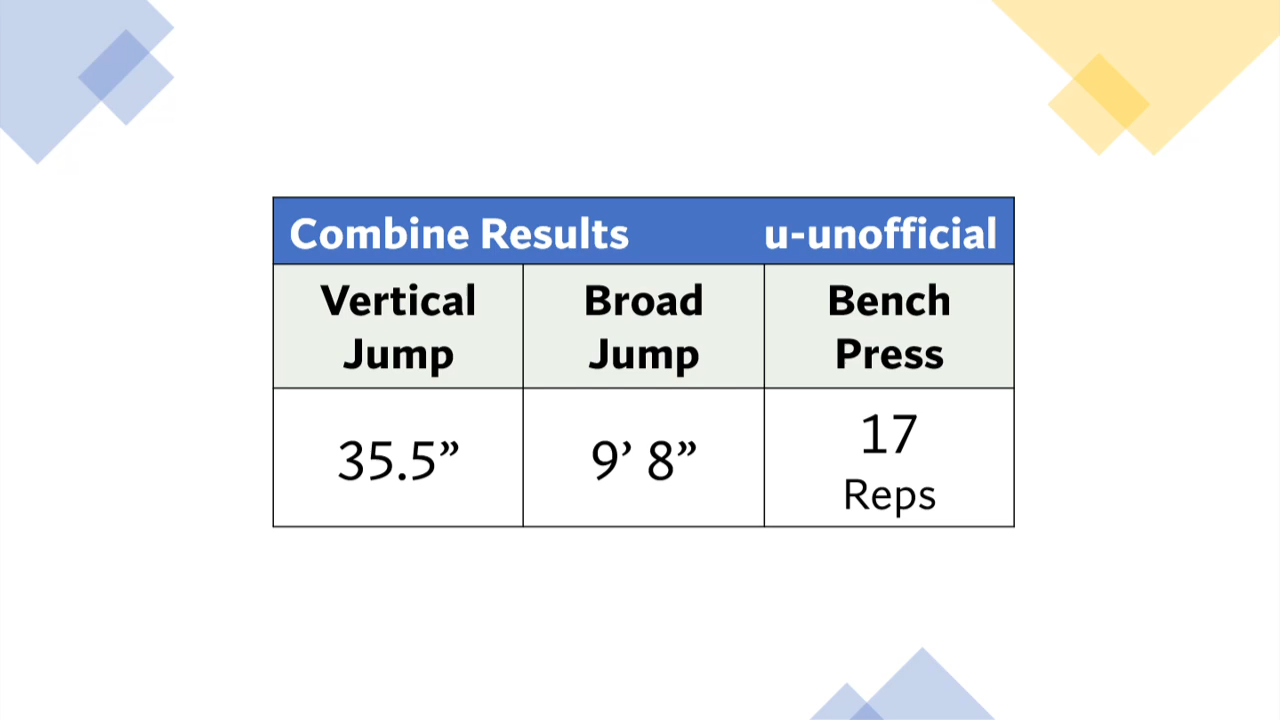 Combine Results u-unofficial
Vertical Jump
Broad Jump
Bench Press
35.5”
9’ 8”
17
Reps